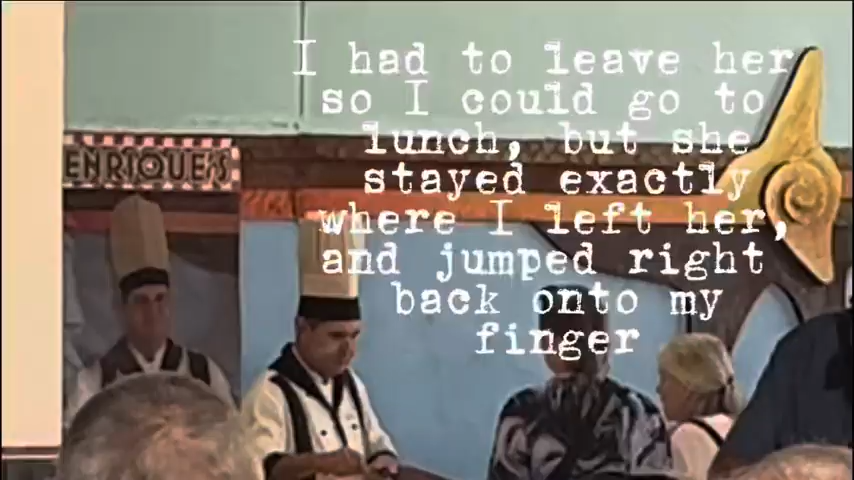 I had to leave her
so I could go to
lunch, but she
stayed exactly
where I left her,
and jumped right
back onto my
finger
ENRIQUE'S